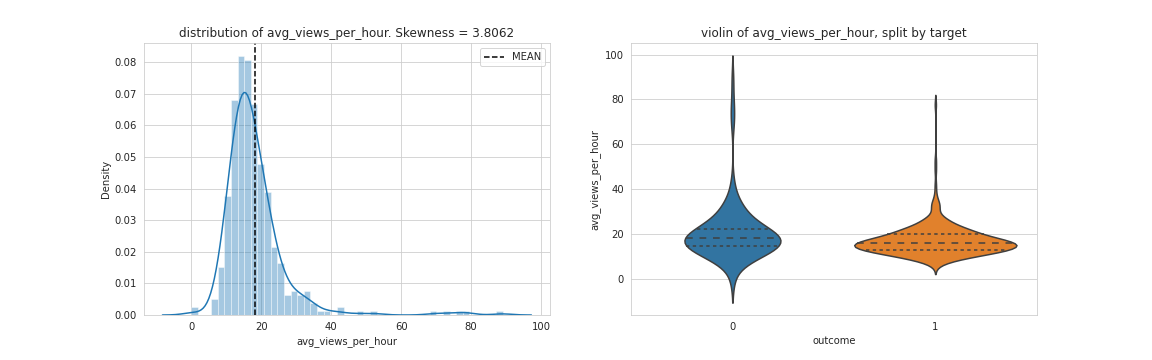 distribution of avg_views_per_hour. Skewness = 3.8062
MEAN
0.08
0.07
0.06
0.05
0.04
0.03
0.02
0.01
0.00
Density
0 20 40 60 80 100
avg_views_per_hour
violin of avg_views_per_hour, split by target
100
80
60
40
20
0
avg_views_per_hour
0 1
outcome